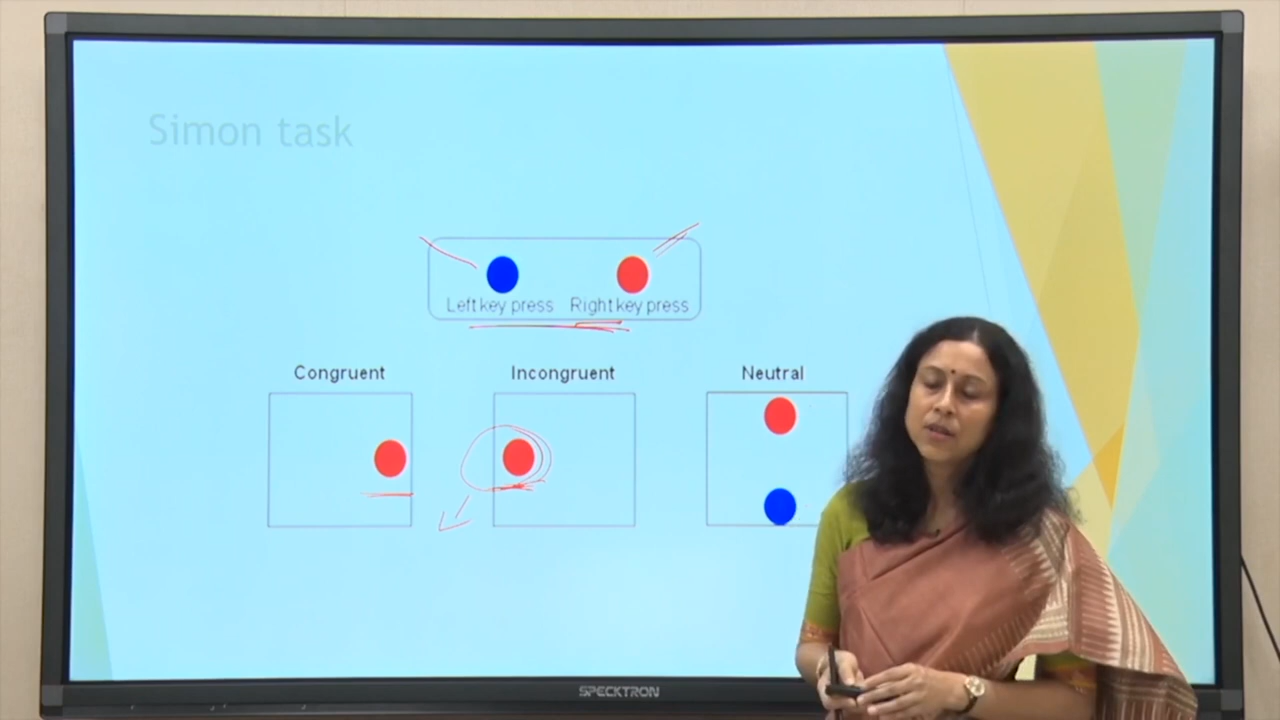 Simon task
Left key press Right key press
Congruent Incongruent Neutral
SPECKTRON